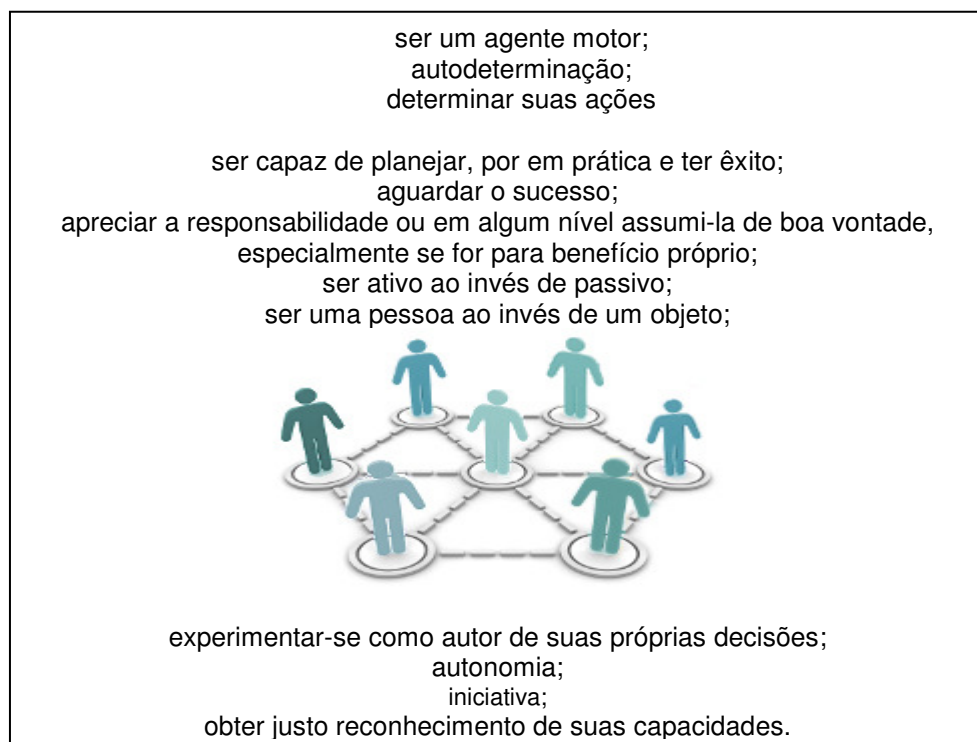 ser um agente motor;
autodeterminação;
determinar suas ações
ser capaz de planejar, por em prática e ter êxito;
aguardar o sucesso;
apreciar a responsabilidade ou em algum nível assumi-la de boa vontade,
especialmente se for para benefício próprio;
ser ativo ao invés de passivo;
ser uma pessoa ao invés de um objeto;
experimentar-se como autor de suas próprias decisões;
autonomia;
iniciativa;
obter justo reconhecimento de suas capacidades.